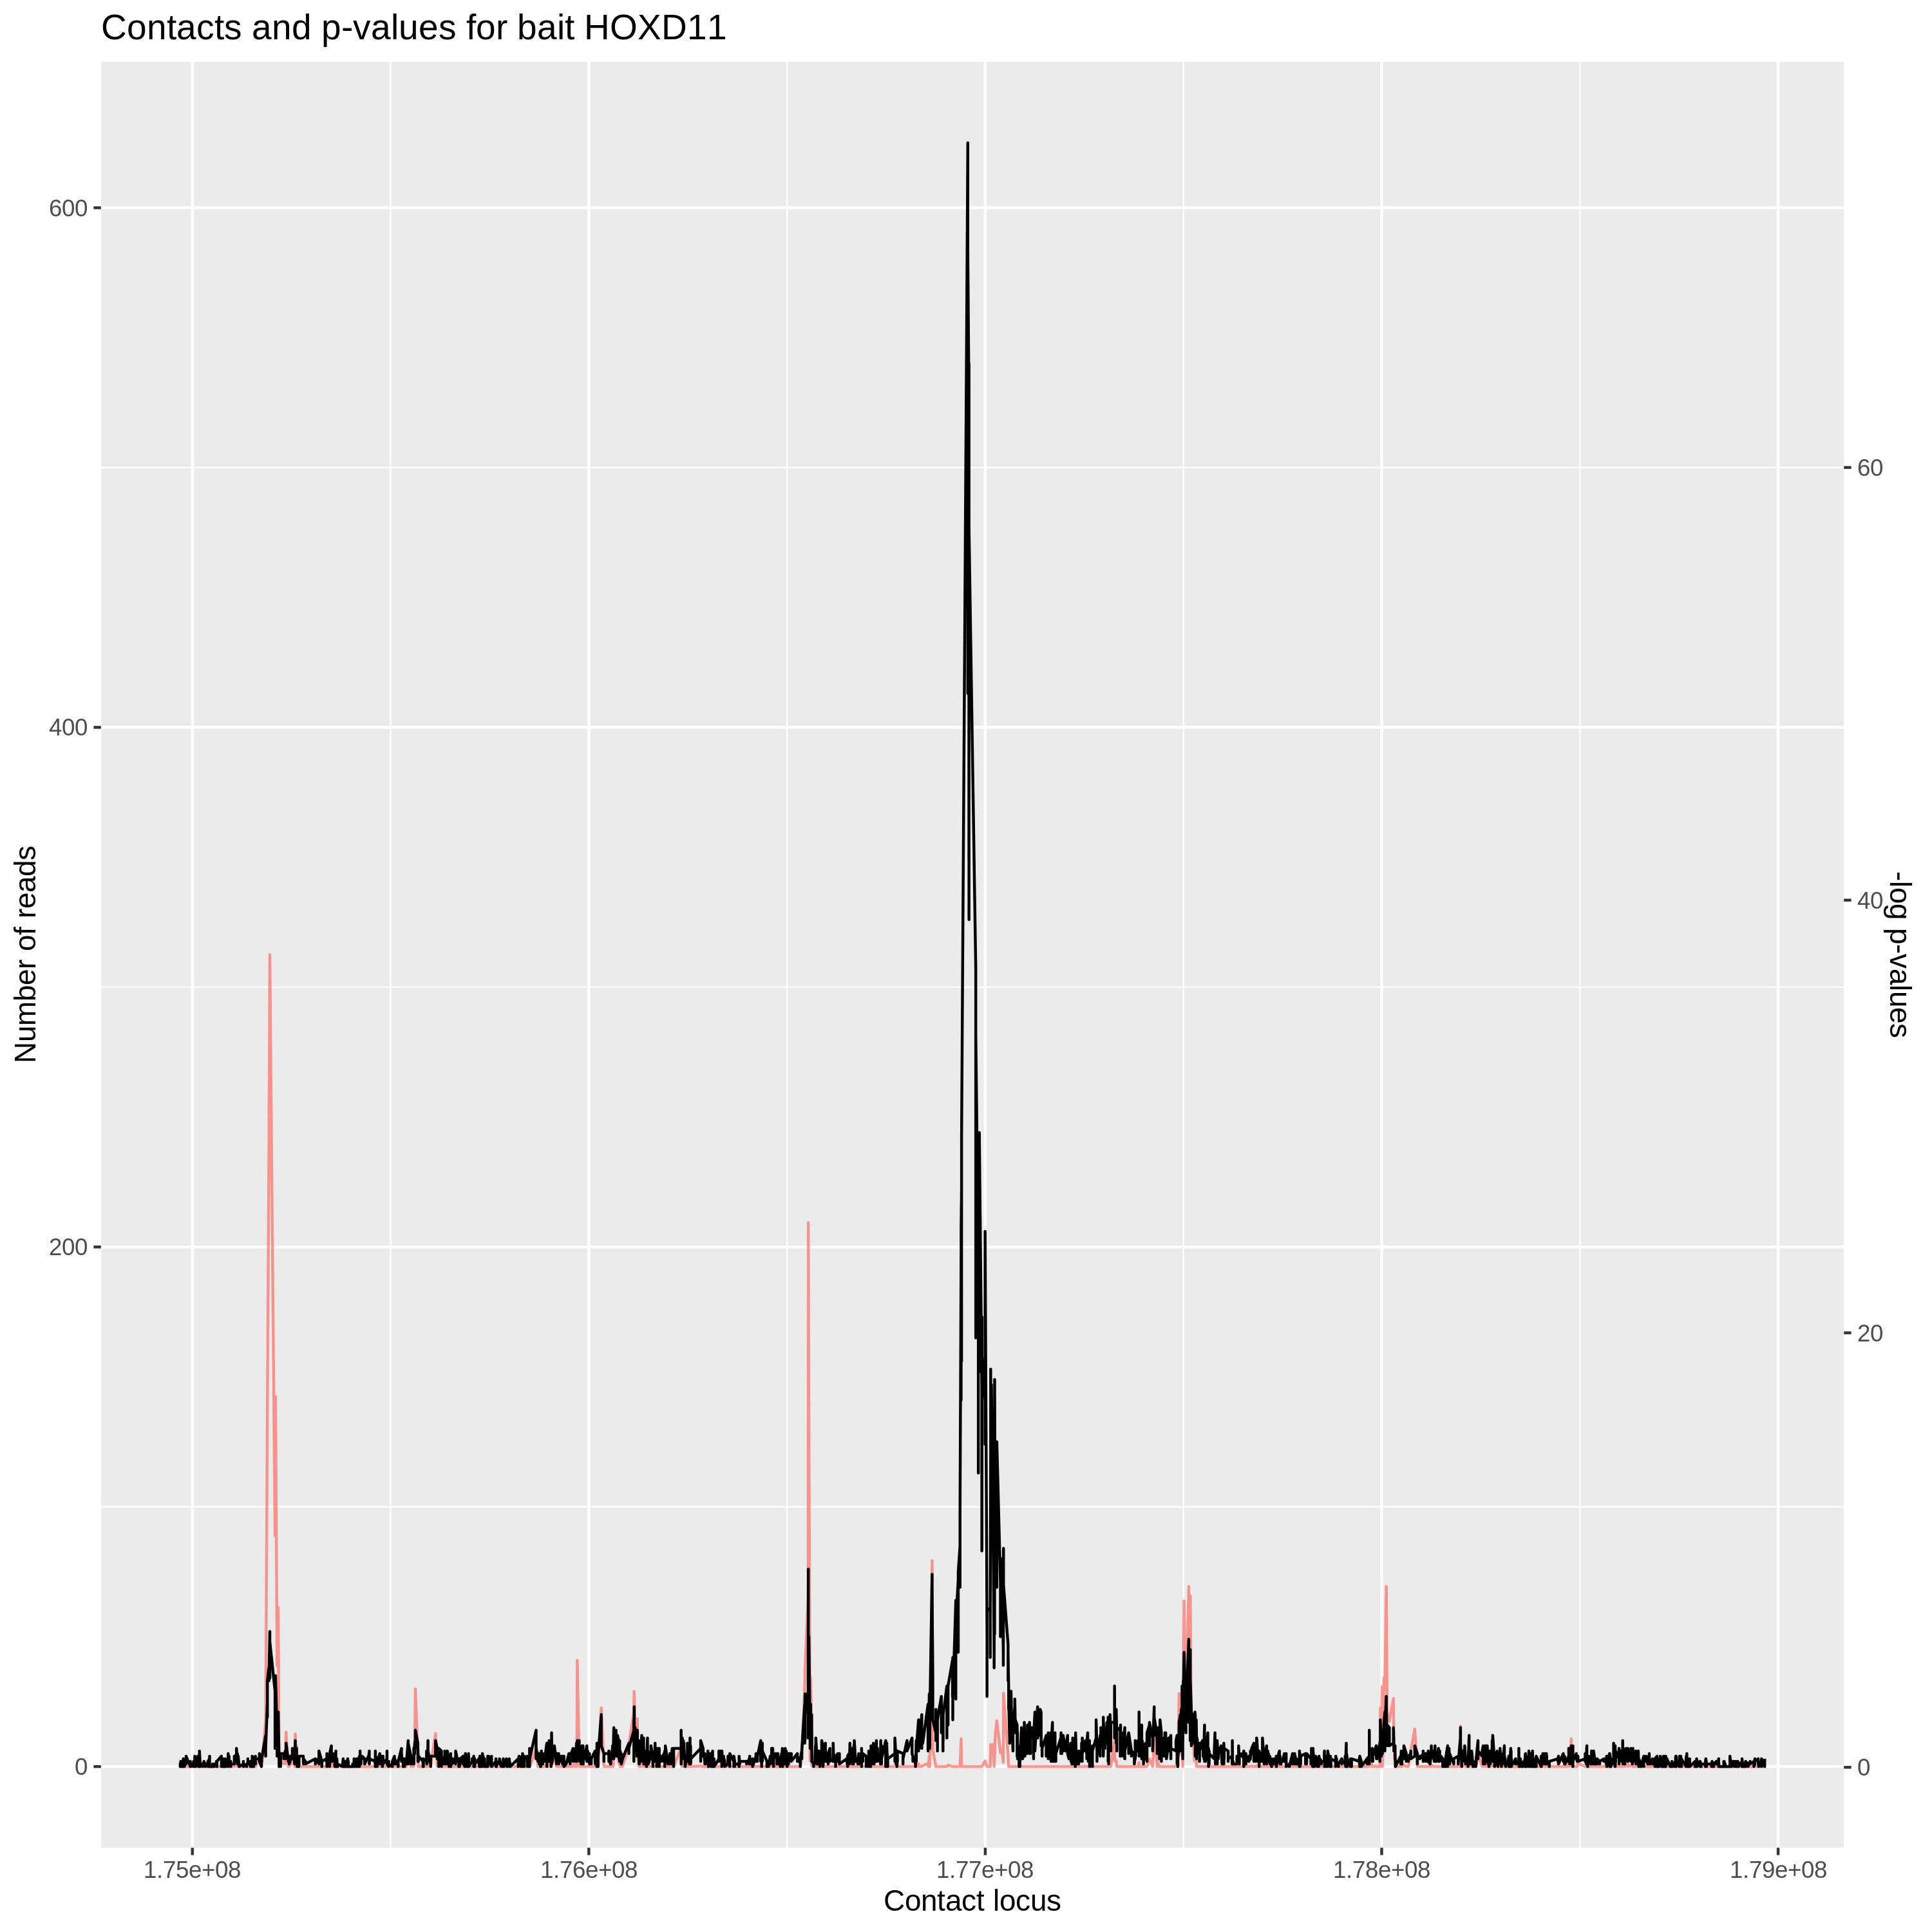 Contacts and p-values for bait HOXD11
600
400
200
0
Number of reads
60
40
20
0
-log p-values
1.75e+08
1.76e+08
1.77e+08
1.78e+08
1.79e+08
Contact locus